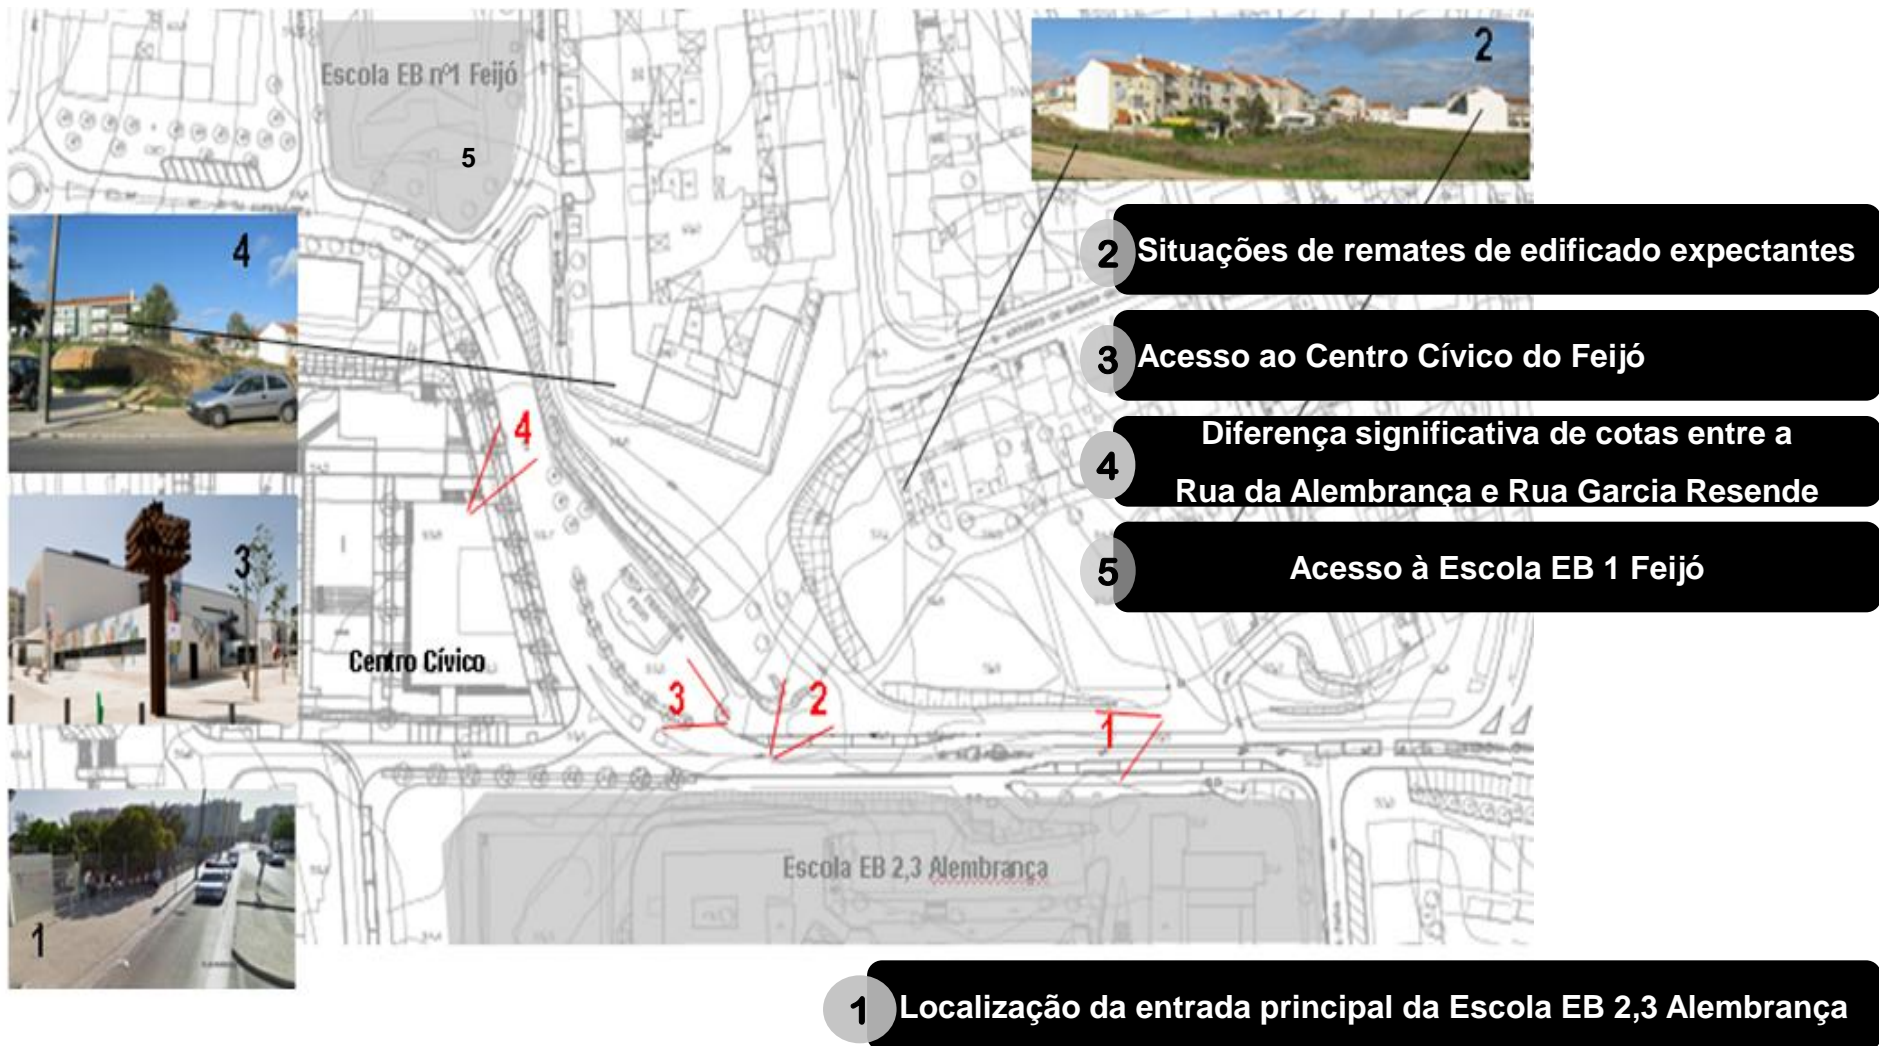 Escola EB nº1 Feijó
5
2
4
2 Situações de remates de edificado expectantes
3 Acesso ao Centro Cívico do Feijó
4 Diferença significativa de cotas entre a
Rua da Alembrança e Rua Garcia Resende
5 Acesso à Escola EB 1 Feijó
4
3
Centro Cívico
3
2
1
Escola EB 2,3 Alembrança
1
1 Localização da entrada principal da Escola EB 2,3 Alembrança